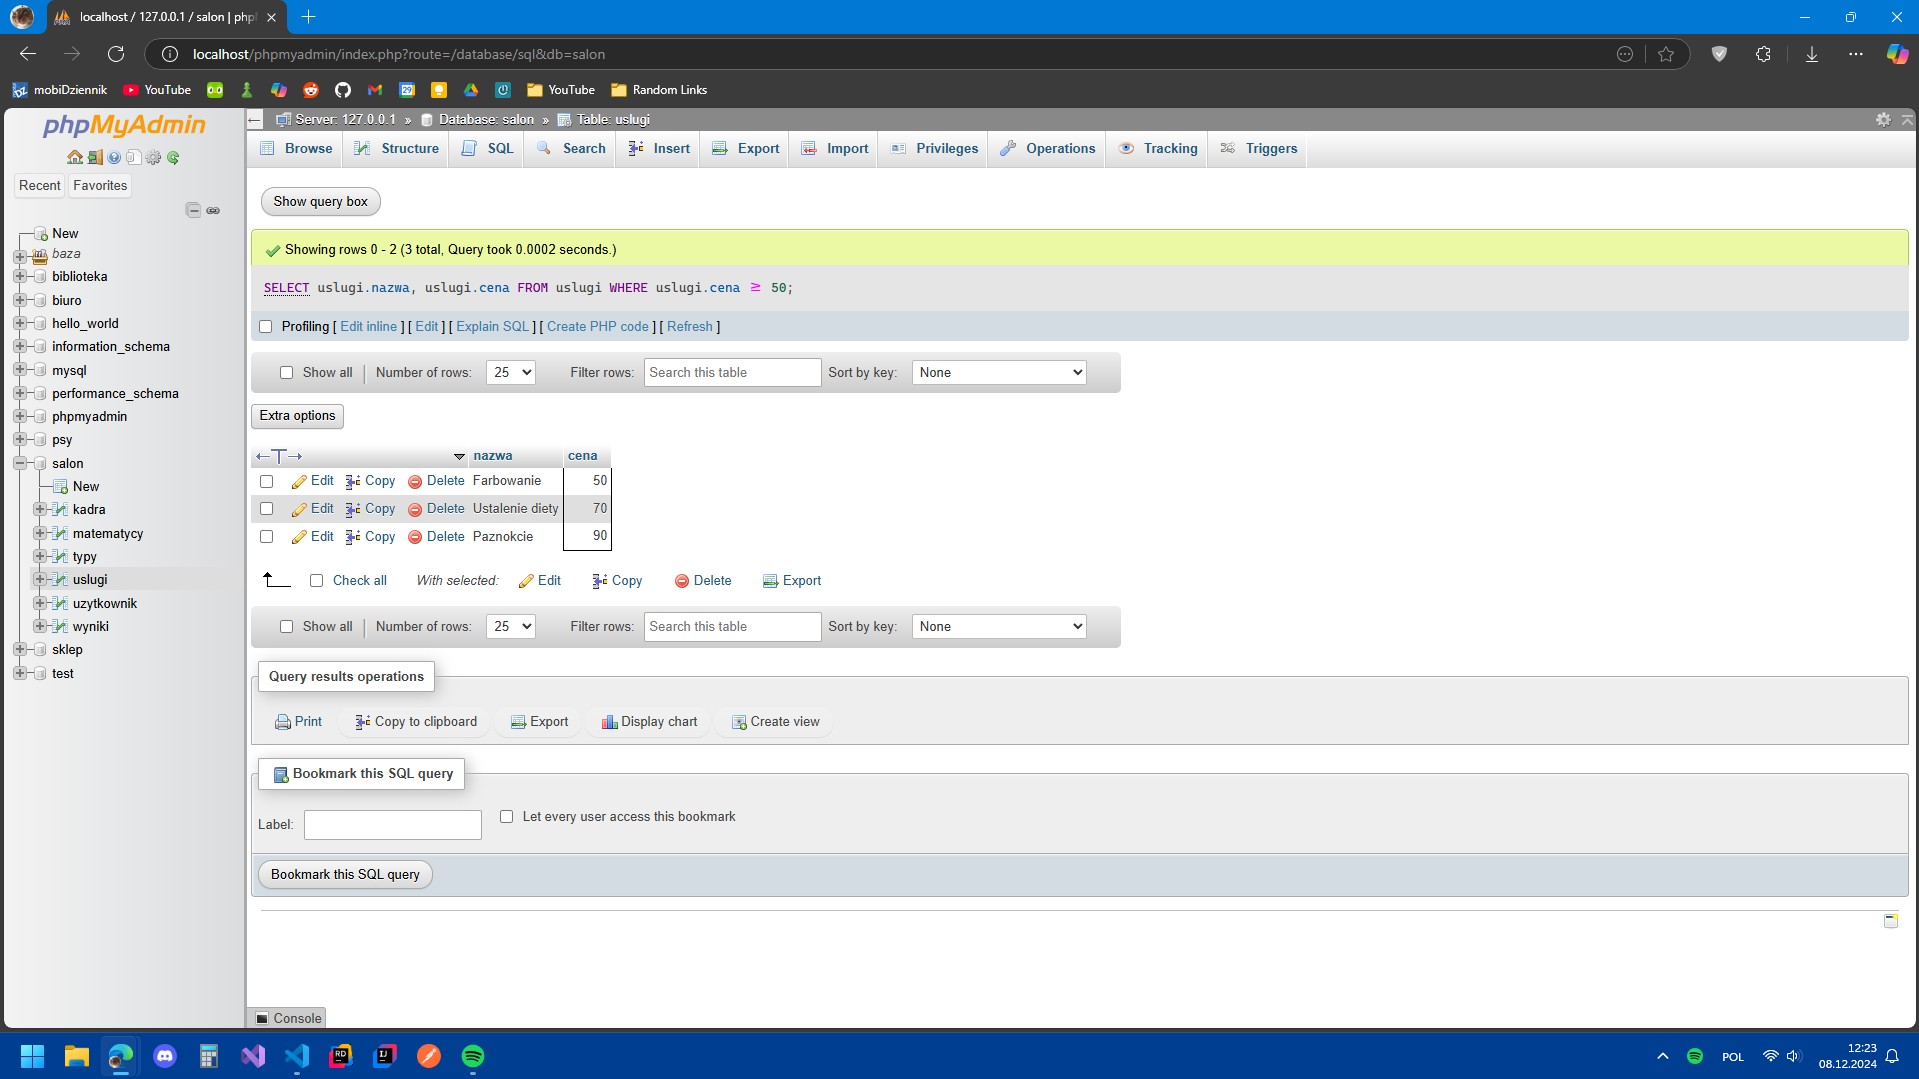 localhost / 127.0.0.1 / salon | php
localhost/phpmyadmin/index.php?route=/database/sql&db=salon
mobiDziennik YouTube YouTube Random Links
phpMyAdmin
Recent Favorites
New
baza
biblioteka
biuro
hello_world
information_schema
mysql
performance_schema
phpmyadmin
psy
salon
New
kadra
matematycy
typy
uslugi
uzytkownik
wyniki
sklep
test
Server: 127.0.0.1 » Database: salon » Table: uslugi
Browse Structure SQL Search Insert Export Import Privileges Operations Tracking Triggers
Show query box
Showing rows 0 - 2 (3 total, Query took 0.0002 seconds.)
SELECT uslugi.nazwa, uslugi.cena FROM uslugi WHERE uslugi.cena ≥ 50;
Profiling [ Edit inline ] [ Edit ] [ Explain SQL ] [ Create PHP code ] [ Refresh ]
Show all | Number of rows: 25 Filter rows: Search this table Sort by key: None
Extra options
←T→ nazwa cena
Edit Copy Delete Farbowanie 50
Edit Copy Delete Ustalenie diety 70
Edit Copy Delete Paznokcie 90
Check all With selected: Edit Copy Delete Export
Show all | Number of rows: 25 Filter rows: Search this table Sort by key: None
Query results operations
Print Copy to clipboard Export Display chart Create view
Bookmark this SQL query
Label: Let every user access this bookmark
Bookmark this SQL query
Console
POL 12:23
08.12.2024